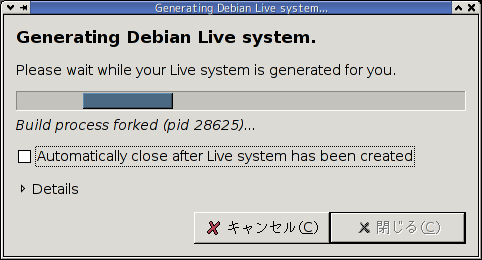 Generating Debian Live system...
Generating Debian Live system.
Please wait while your Live system is generated for you.
Build process forked (pid 28625)...
Automatically close after Live system has been created
Details
キャンセル(C) 閉じる(C)